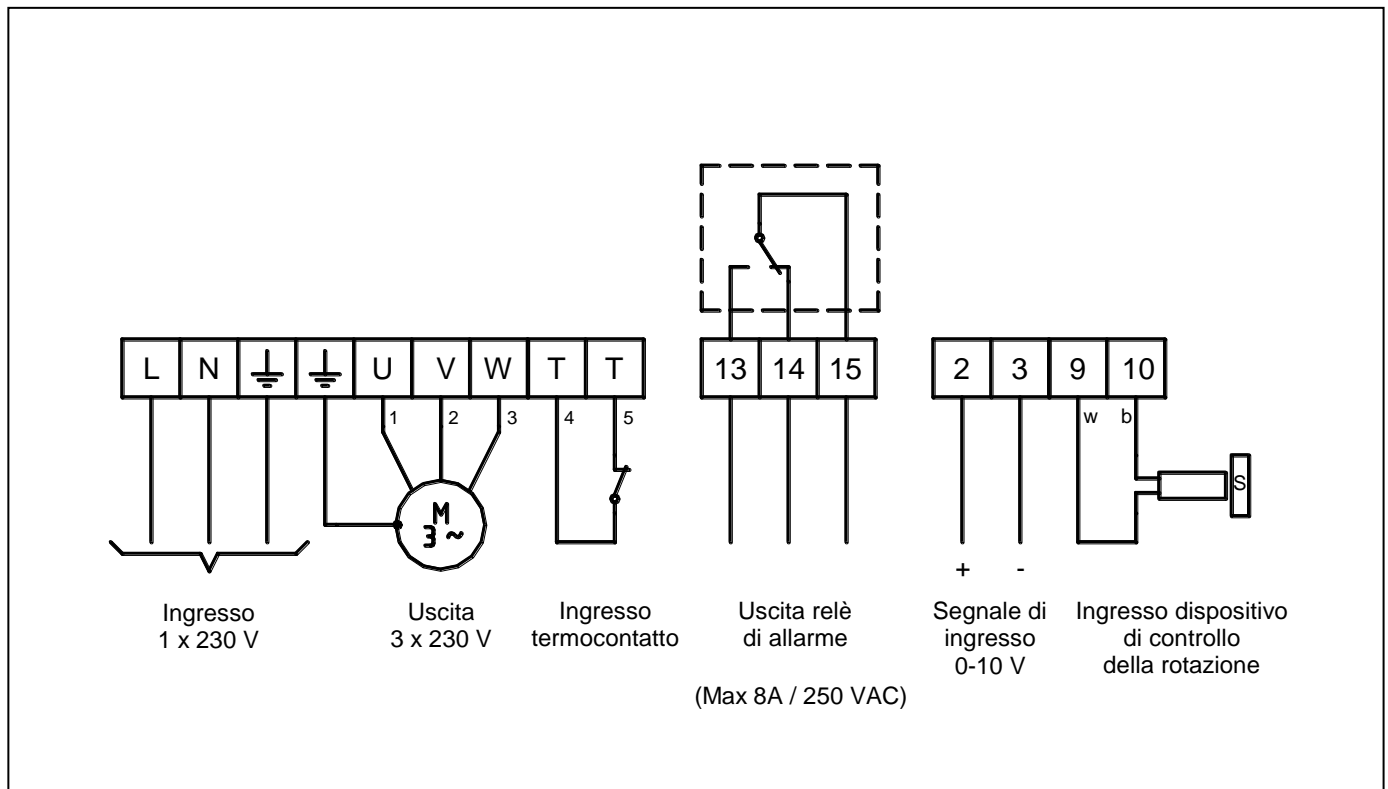 L N U V W T T
13 14 15
2 3 9 10
1 2 3 4 5
w b
M
3 ~
S
+ -
Ingresso
1 x 230 V
Uscita
3 x 230 V
Ingresso
termocontatto
Uscita relè
di allarme
(Max 8A / 250 VAC)
Segnale di
ingresso
0-10 V
Ingresso dispositivo
di controllo
della rotazione